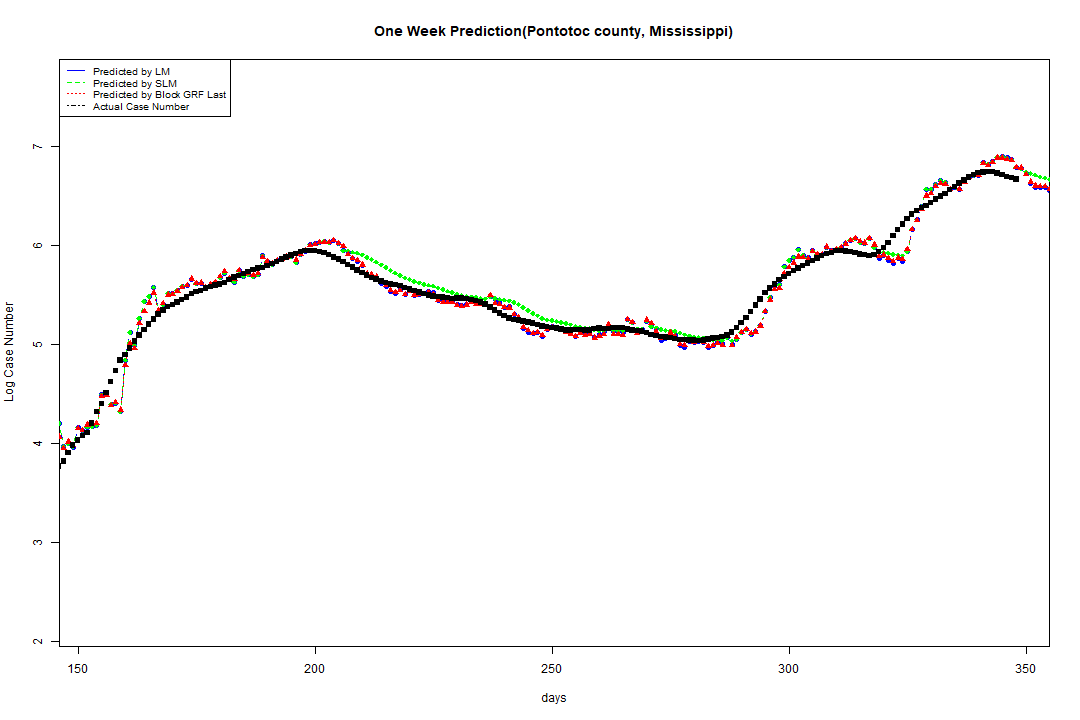 One Week Prediction(Pontotoc county, Mississippi)
Predicted by LM
Predicted by SLM
Predicted by Block GRF Last
Actual Case Number
7
6
5
4
3
2
Log Case Number
150 200 250 300 350
days